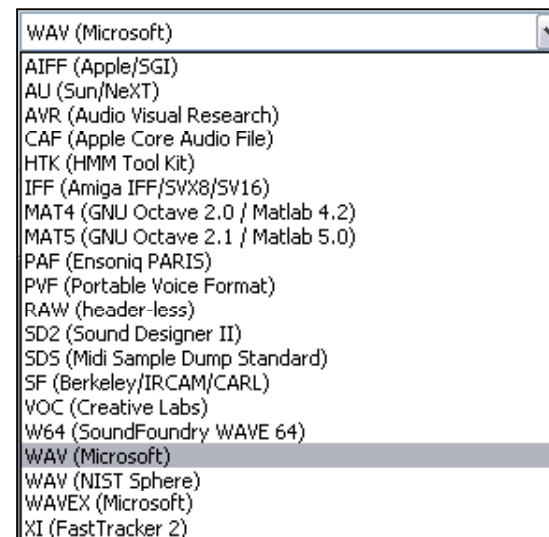 WAV (Microsoft)
AIFF (Apple/SGI)
AU (Sun/NeXT)
AVR (Audio Visual Research)
CAF (Apple Core Audio File)
HTK (HMM Tool Kit)
IFF (Amiga IFF/SVX8/SV16)
MAT4 (GNU Octave 2.0 / Matlab 4.2)
MAT5 (GNU Octave 2.1 / Matlab 5.0)
PAF (Ensoniq PARIS)
PVF (Portable Voice Format)
RAW (header-less)
SD2 (Sound Designer II)
SDS (Midi Sample Dump Standard)
SF (Berkeley/IRCAM/CARL)
VOC (Creative Labs)
W64 (SoundFoundry WAVE 64)
WAV (Microsoft)
WAV (NIST Sphere)
WAVEX (Microsoft)
XI (FastTracker 2)